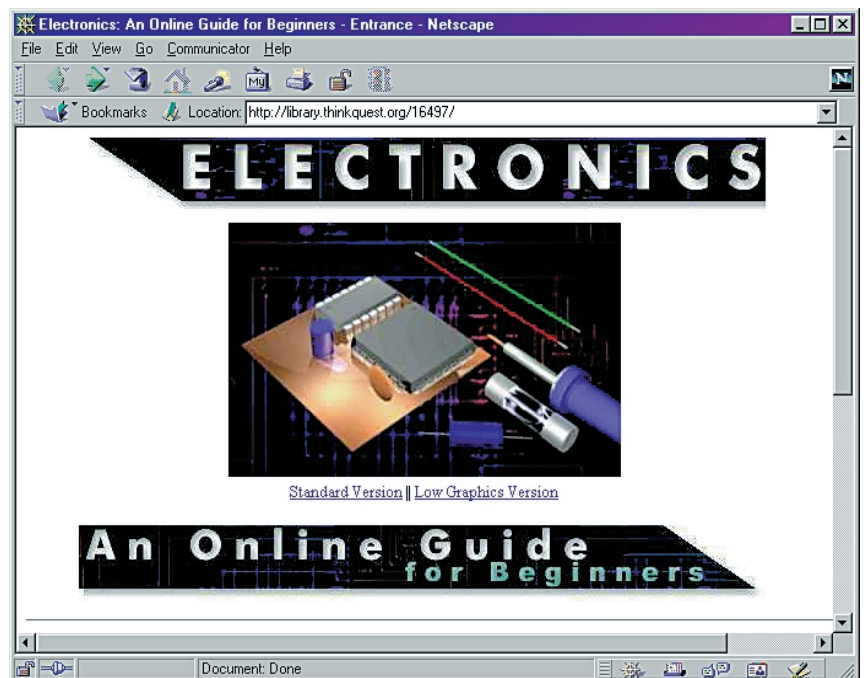 Electronics: An Online Guide for Beginners - Entrance - Netscape
File Edit View Go Communicator Help
My
N
Bookmarks Location: http://library.thinkquest.org/16497/
ELECTRONICS
Standard Version || Low Graphics Version
An Online Guide
for Beginners
Document: Done